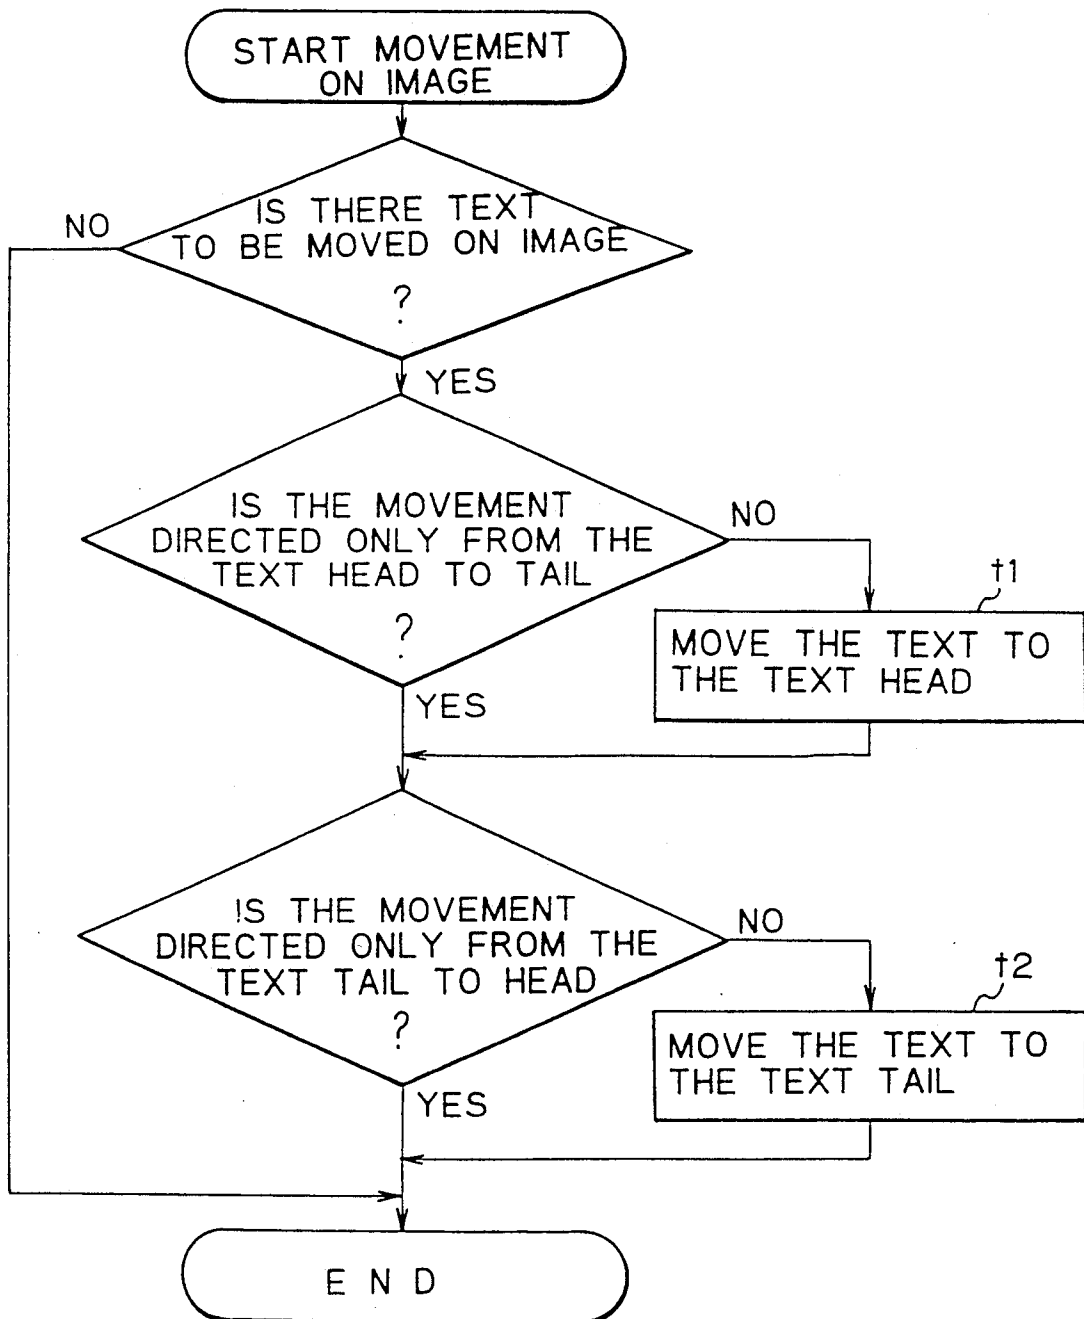 START MOVEMENT
ON IMAGE
IS THERE TEXT
TO BE MOVED ON IMAGE
?
NO
YES
IS THE MOVEMENT
DIRECTED ONLY FROM THE
TEXT HEAD TO TAIL
?
NO
t1
MOVE THE TEXT TO
THE TEXT HEAD
YES
IS THE MOVEMENT
DIRECTED ONLY FROM THE
TEXT TAIL TO HEAD
?
NO
t2
MOVE THE TEXT TO
THE TEXT TAIL
YES
END